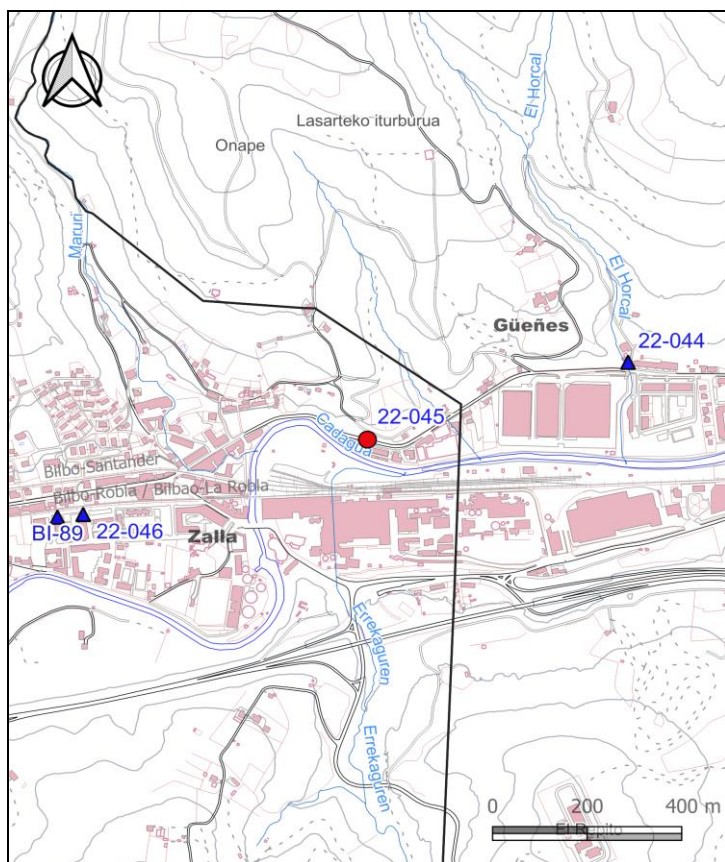 El Horcal
Lasarteko iturburua
Onape
Maruri
El Horcal
Güeñes
22-044
22-045
Cadagua
Bilbo-Santander
Bilbo-Robla / Bilbao-La Robla
BI-89
22-046
Zalla
Errekaguren
Errekaguren
0 200 400 m
El Repito